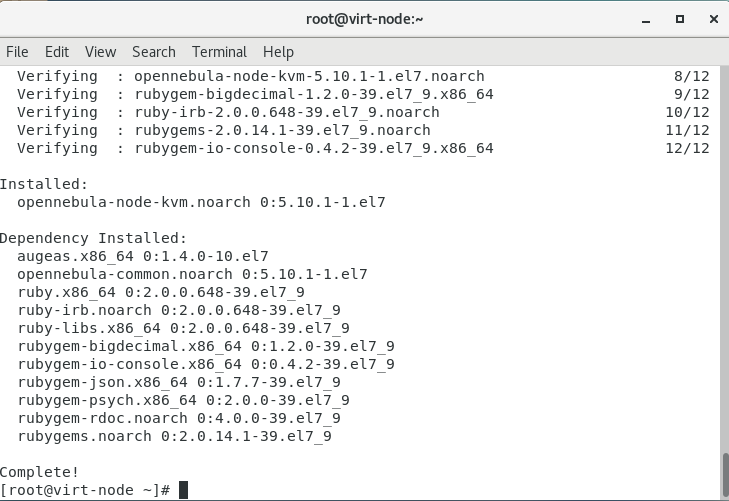 root@virt-node:~
File Edit View Search Terminal Help
Verifying : opennebula-node-kvm-5.10.1-1.el7.noarch 8/12
Verifying : rubygem-bigdecimal-1.2.0-39.el7_9.x86_64 9/12
Verifying : ruby-irb-2.0.0.648-39.el7_9.noarch 10/12
Verifying : rubygems-2.0.14.1-39.el7_9.noarch 11/12
Verifying : rubygem-io-console-0.4.2-39.el7_9.x86_64 12/12
Installed:
opennebula-node-kvm.noarch 0:5.10.1-1.el7
Dependency Installed:
augeas.x86_64 0:1.4.0-10.el7
opennebula-common.noarch 0:5.10.1-1.el7
ruby.x86_64 0:2.0.0.648-39.el7_9
ruby-irb.noarch 0:2.0.0.648-39.el7_9
ruby-libs.x86_64 0:2.0.0.648-39.el7_9
rubygem-bigdecimal.x86_64 0:1.2.0-39.el7_9
rubygem-io-console.x86_64 0:0.4.2-39.el7_9
rubygem-json.x86_64 0:1.7.7-39.el7_9
rubygem-psych.x86_64 0:2.0.0-39.el7_9
rubygem-rdoc.noarch 0:4.0.0-39.el7_9
rubygems.noarch 0:2.0.14.1-39.el7_9
Complete!
[root@virt-node ~]#